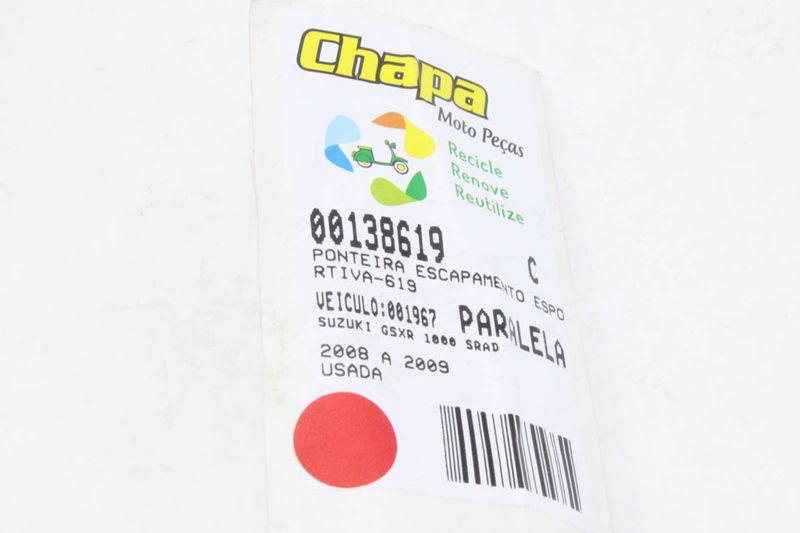 Chapa
Moto Peças
Recicle
Renove
Reutilize
00138619 C
PONTEIRA ESCAPAMENTO ESPO
RTIVA-619
VEICULO:001967 PARALELA
SUZUKI GSXR 1000 SRAD
2008 A 2009
USADA